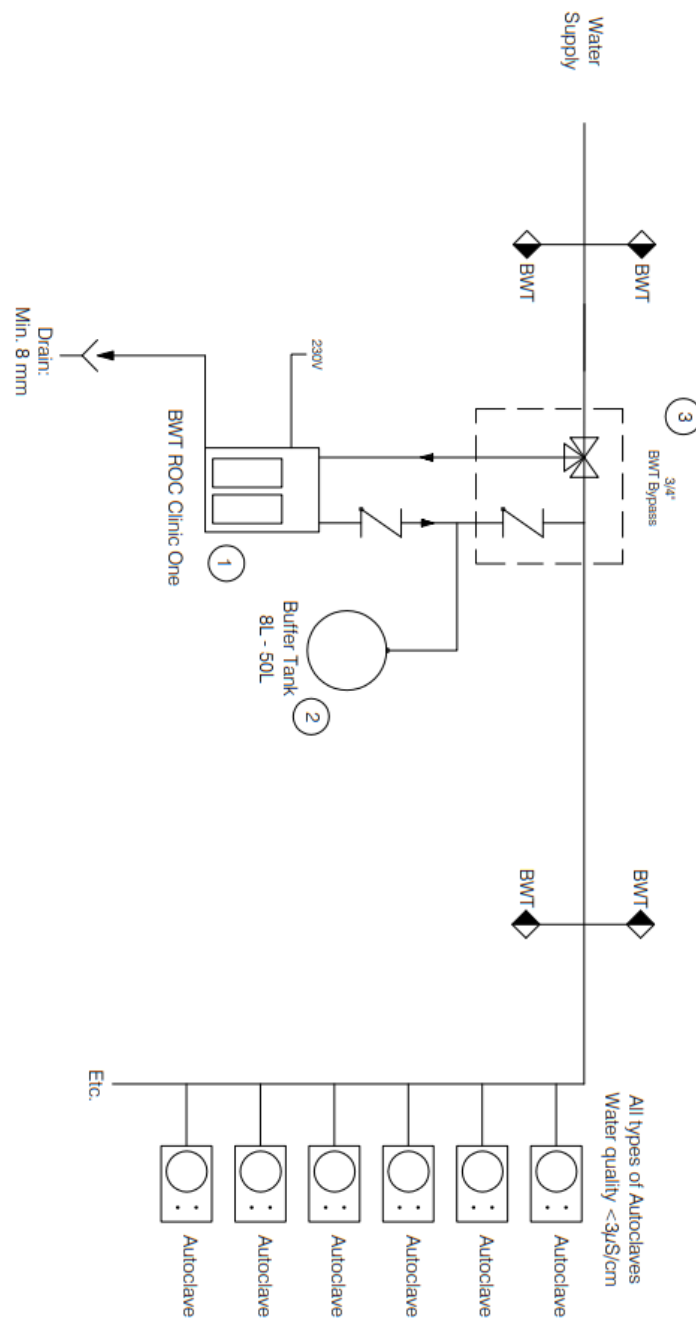 Water
Supply
BWT
BWT
3
3/4"
BWT Bypass
230V
Drain:
Min. 8 mm
BWT ROC Clinic One
1
Buffer Tank
8L - 50L
2
BWT
BWT
All types of Autoclaves
Water quality <3µS/cm
Etc.
Autoclave
Autoclave
Autoclave
Autoclave
Autoclave
Autoclave